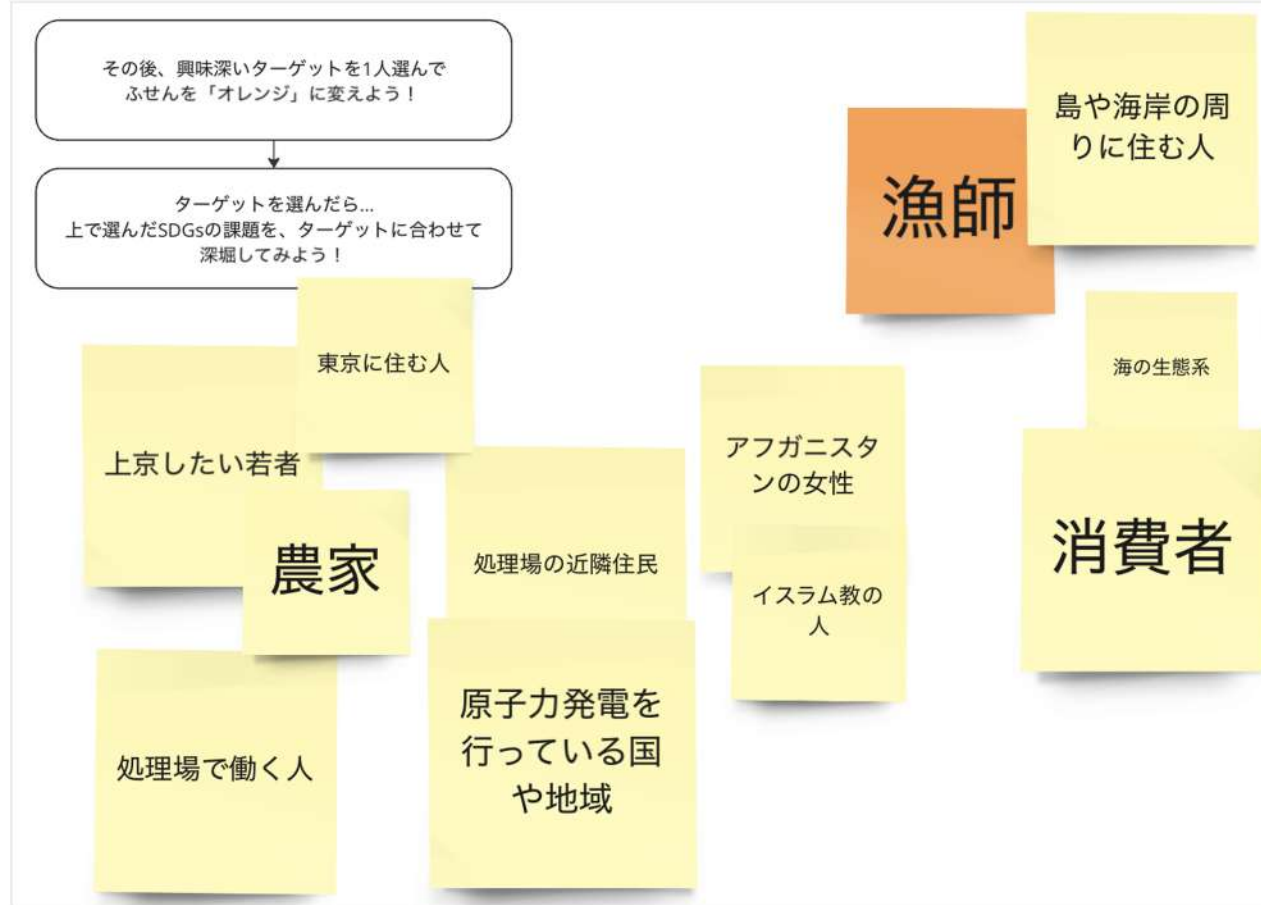 その後、興味深いターゲットを1人選んで
ふせんを「オレンジ」に変えよう！
ターゲットを選んだら...
上で選んだSDGsの課題を、ターゲットに合わせて
深堀してみよう！
島や海岸の周
りに住む人
漁師
東京に住む人
海の生態系
上京したい若者
アフガニスタ
ンの女性
農家
処理場の近隣住民
消費者
イスラム教の
人
処理場で働く人
原子力発電を
行っている国
や地域